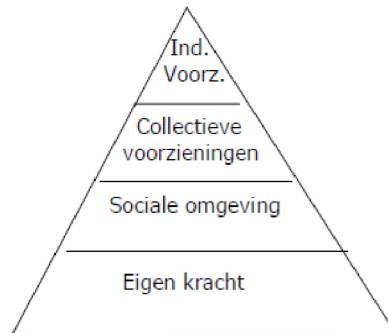 Ind.
Voorz.
Collectieve
voorzieningen
Sociale omgeving
Eigen kracht